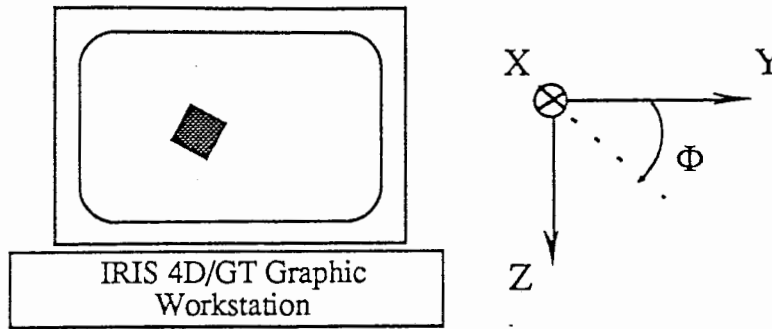 X
Y
Φ
Z
IRIS 4D/GT Graphic
Workstation